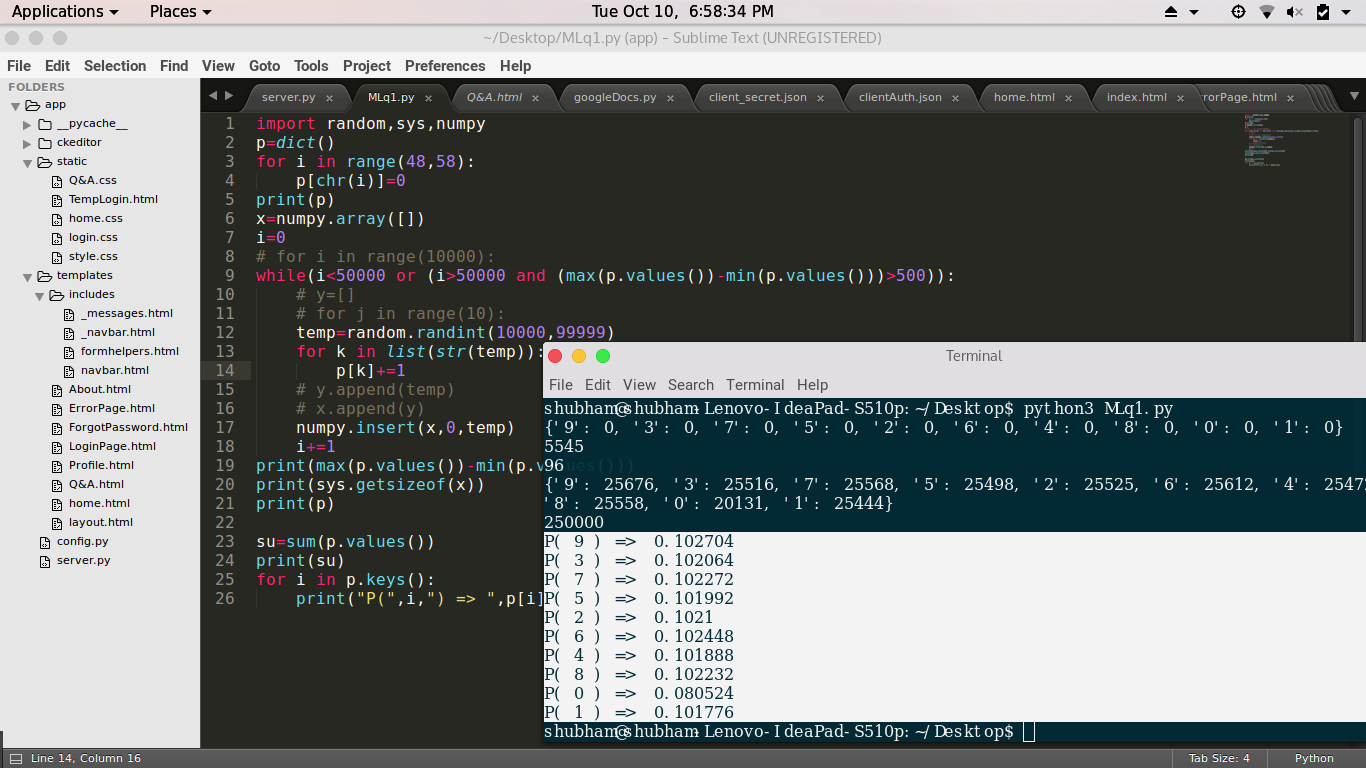 Applications Places Tue Oct 10, 6:58:34 PM
~/Desktop/MLq1.py (app) - Sublime Text (UNREGISTERED)
File Edit Selection Find View Goto Tools Project Preferences Help
FOLDERS
app
__pycache__
ckeditor
static
Q&A.css
TempLogin.html
home.css
login.css
style.css
templates
includes
_messages.html
_navbar.html
formhelpers.html
navbar.html
About.html
ErrorPage.html
ForgotPassword.html
LoginPage.html
Profile.html
Q&A.html
home.html
layout.html
config.py
server.py
server.py × MLq1.py × Q&A.html × googleDocs.py × client_secret.json × clientAuth.json × home.html × index.html × rrorPage.html ×
1 import random,sys,numpy
2 p=dict()
3 for i in range(48,58):
4     p[chr(i)]=0
5 print(p)
6 x=numpy.array([])
7 i=0
8 # for i in range(10000):
9 while(i<50000 or (i>50000 and (max(p.values())-min(p.values()))>500)):
10     # y=[]
11     # for j in range(10):
12     temp=random.randint(10000,99999)
13     for k in list(str(temp)):
14         p[k]+=1
15     # y.append(temp)
16     # x.append(y)
17     numpy.insert(x,0,temp)
18     i+=1
19 print(max(p.values())-min(p.values()))
20 print(sys.getsizeof(x))
21 print(p)
22
23 su=sum(p.values())
24 print(su)
25 for i in p.keys():
26     print("P(",i,") => ",p[i]
Terminal
File Edit View Search Terminal Help
shubham@shubham-Lenovo-IdeaPad-S510p:~/Desktop$ python3 MLq1.py
{'9': 0, '3': 0, '7': 0, '5': 0, '2': 0, '6': 0, '4': 0, '8': 0, '0': 0, '1': 0}
5545
96
{'9': 25676, '3': 25516, '7': 25568, '5': 25498, '2': 25525, '6': 25612, '4': 25472
'8': 25558, '0': 20131, '1': 25444}
250000
P( 9 ) => 0.102704
P( 3 ) => 0.102064
P( 7 ) => 0.102272
P( 5 ) => 0.101992
P( 2 ) => 0.1021
P( 6 ) => 0.102448
P( 4 ) => 0.101888
P( 8 ) => 0.102232
P( 0 ) => 0.080524
P( 1 ) => 0.101776
shubham@shubham-Lenovo-IdeaPad-S510p:~/Desktop$
Line 14, Column 16 Tab Size: 4 Python